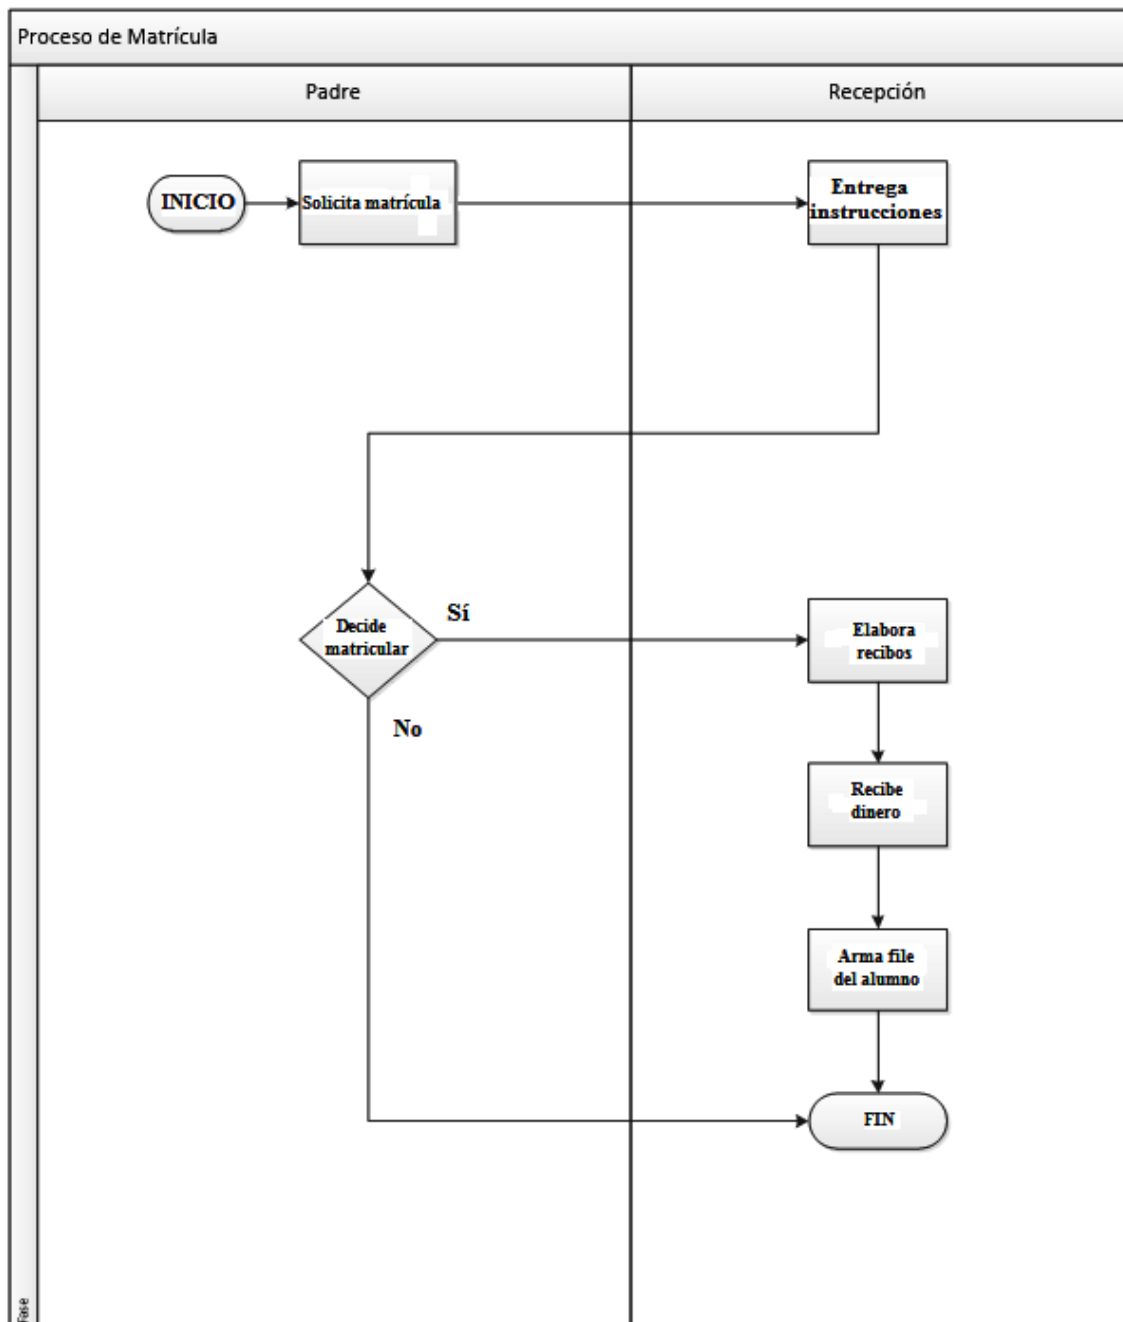 Proceso de Matrícula
Padre
Recepción
INICIO
Solicita matrícula
Entrega
instrucciones
Decide
matricular
Sí
No
Elabora
recibos
Recibe
dinero
Arma file
del alumno
FIN
Fase